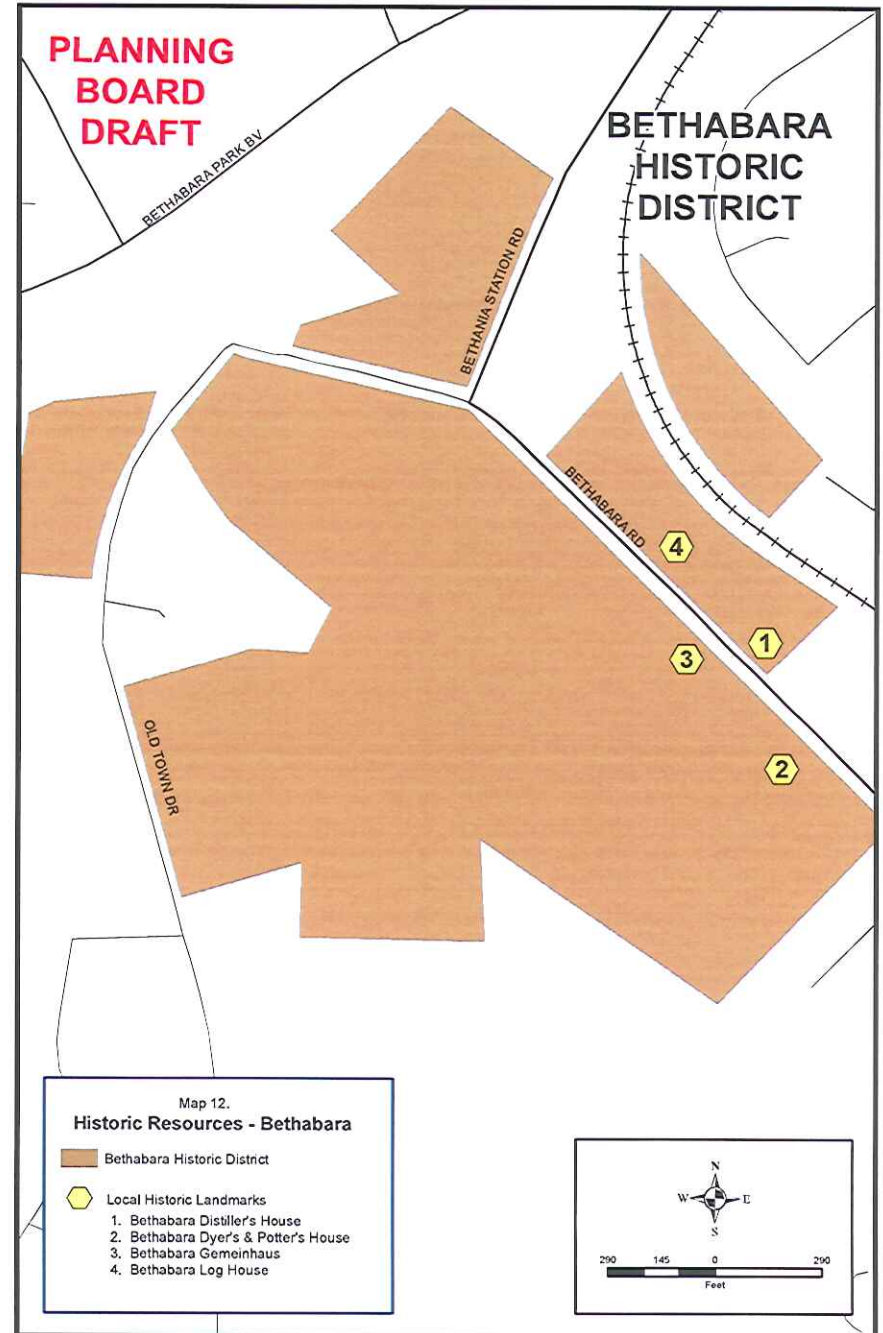 PLANNING
BOARD
DRAFT
BETHABARA PARK BV
BETHABARA
HISTORIC
DISTRICT
BETHANIA STATION RD
BETHABARA RD
4
1
3
2
OLD TOWN DR
Map 12.
Historic Resources - Bethabara
Bethabara Historic District
Local Historic Landmarks
1. Bethabara Distiller's House
2. Bethabara Dyer's & Potter's House
3. Bethabara Gemeinhaus
4. Bethabara Log House
N
W E
S
290 145 0 290
Feet